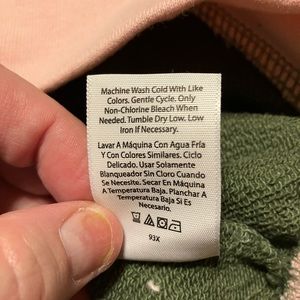 Machine Wash Cold With Like
Colors. Gentle Cycle. Only
Non-Chlorine Bleach When
Needed. Tumble Dry Low. Low
Iron If Necessary.
Lavar A Máquina Con Agua Fría
Y Con Colores Similares. Ciclo
Delicado. Usar Solamente
Blanqueador Sin Cloro Cuando
Se Necesite. Secar En Máquina
A Temperatura Baja. Planchar A
Temperatura Baja Si Es
Necesario.
93X